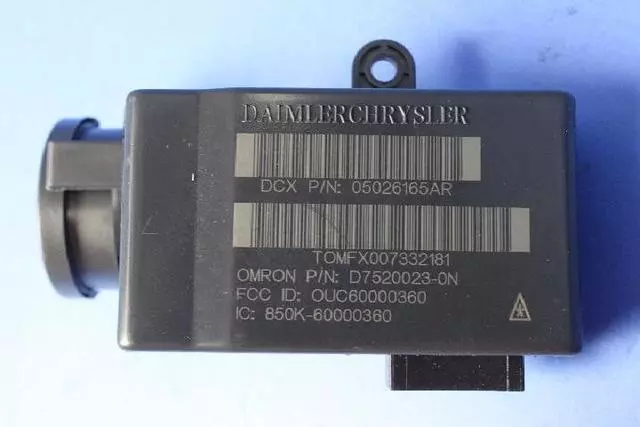 DAIMLERCHRYSLER
DCX P/N: 05026165AR
TOMFX007332181
OMRON P/N: D7520023-0N
FCC ID: OUC60000360
IC: 850K-60000360